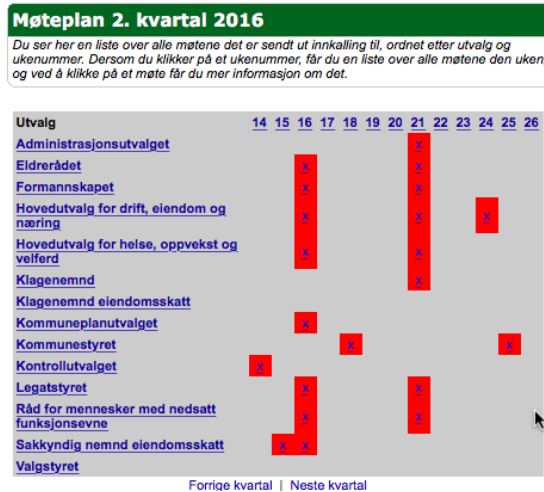 Møteplan 2. kvartal 2016
Du ser her en liste over alle møtene det er sendt ut innkalling til, ordnet etter utvalg og
ukenummer. Dersom du klikker på et ukenummer, får du en liste over alle møtene den uken,
og ved å klikke på et møte får du mer informasjon om det.
Utvalg 14 15 16 17 18 19 20 21 22 23 24 25 26
Administrasjonsutvalget x
Eldrerådet x x
Formannskapet x x
Hovedutvalg for drift, eiendom og
næring x x x
Hovedutvalg for helse, oppvekst og
velferd x x
Klagenemnd x
Klagenemnd eiendomsskatt
Kommuneplanutvalget x
Kommunestyret x x
Kontrollutvalget x
Legatstyret x x
Råd for mennesker med nedsatt
funksjonsevne x x
Sakkyndig nemnd eiendomsskatt x x
Valgstyret
Forrige kvartal | Neste kvartal